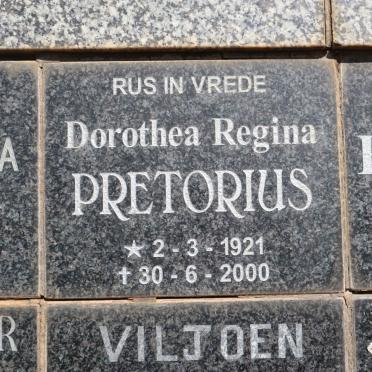 RUS IN VREDE
Dorothea Regina
PRETORIUS
★ 2 - 3 - 1921
✝ 30 - 6 - 2000
A
R
VILJOEN